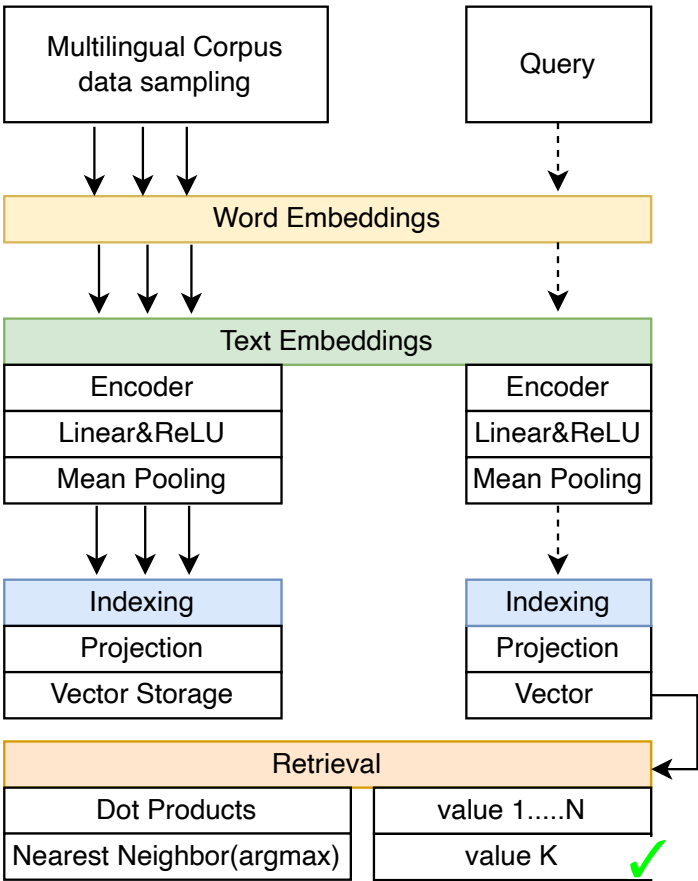 Multilingual Corpus
data sampling
Query
Word Embeddings
Text Embeddings
Encoder
Encoder
Linear&ReLU
Linear&ReLU
Mean Pooling
Mean Pooling
Indexing
Indexing
Projection
Projection
Vector Storage
Vector
Retrieval
Dot Products
value 1.....N
Nearest Neighbor(argmax)
value K